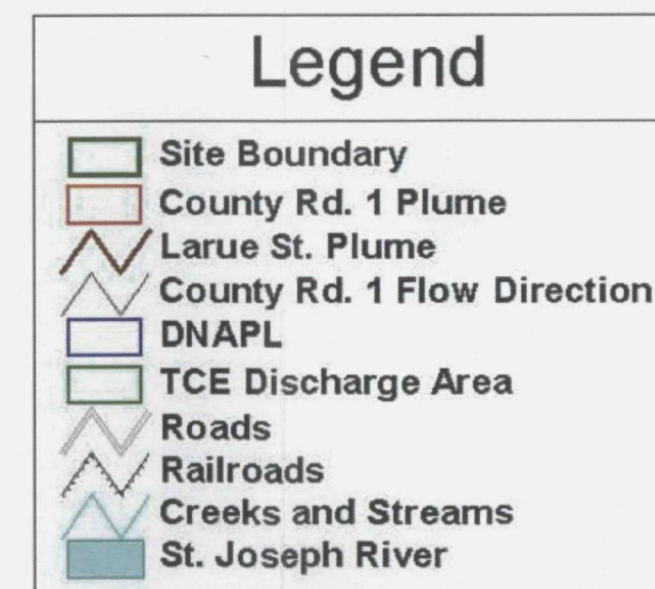 Legend
Site Boundary
County Rd. 1 Plume
Larue St. Plume
County Rd. 1 Flow Direction
DNAPL
TCE Discharge Area
Roads
Railroads
Creeks and Streams
St. Joseph River